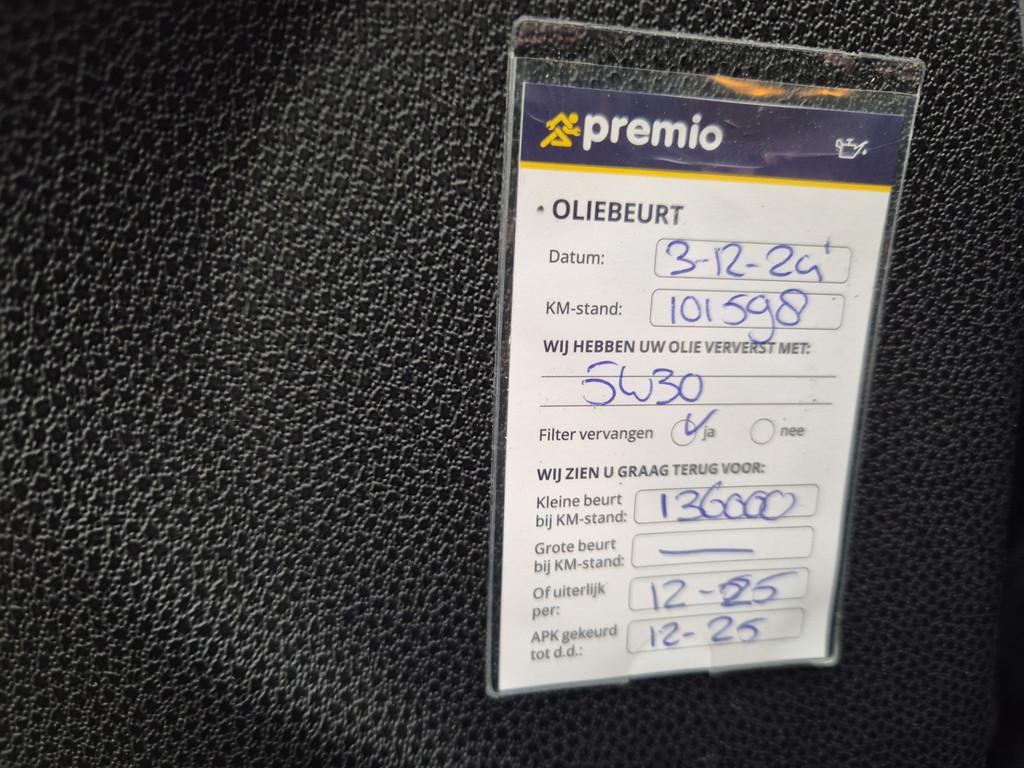 premio
OLIEBEURT
Datum: 3-12-24
KM-stand: 101598
WIJ HEBBEN UW OLIE VERVERST MET:
5W30
Filter vervangen ja nee
WIJ ZIEN U GRAAG TERUG VOOR:
Kleine beurt
bij KM-stand: 136000
Grote beurt
bij KM-stand: —
Of uiterlijk
per: 12-25
APK gekeurd
tot d.d.: 12-25